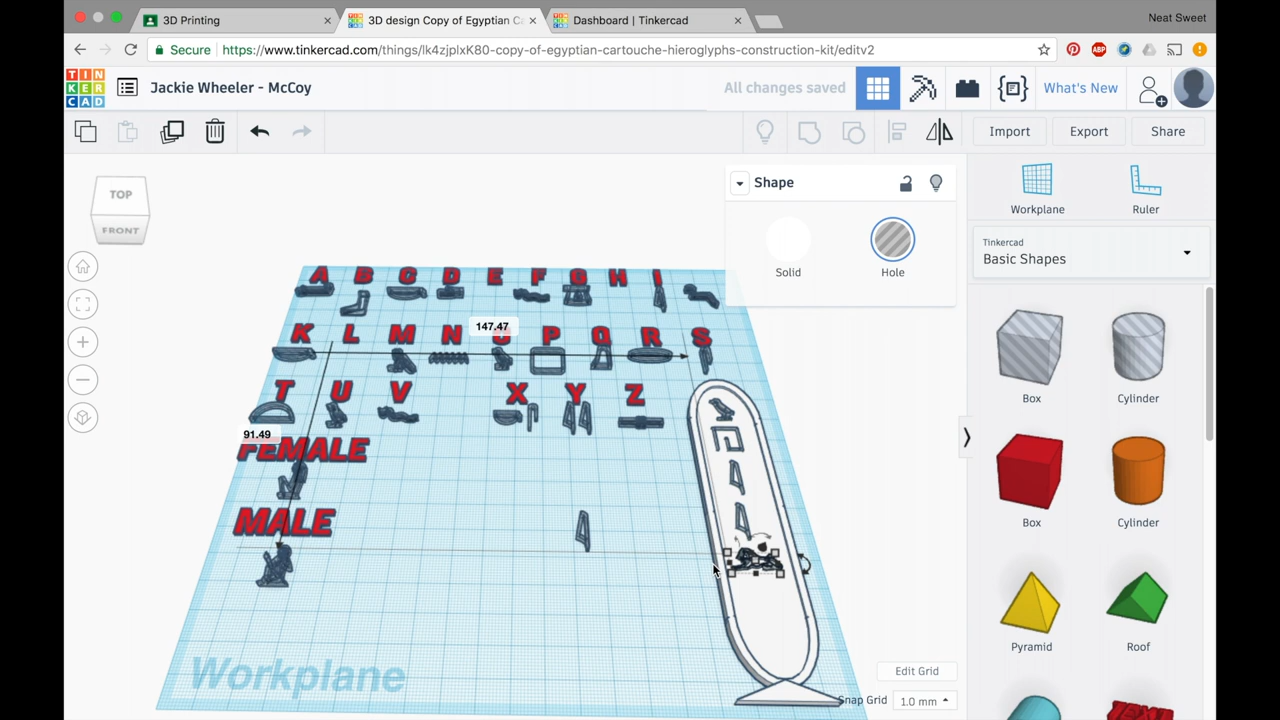 Neat Sweet
3D Printing
3D design Copy of Egyptian C
Dashboard | Tinkercad
Secure
https://www.tinkercad.com/things/lk4zjplxK80-copy-of-egyptian-cartouche-hieroglyphs-construction-kit/editv2
TIN
KER
CAD
Jackie Wheeler - McCoy
All changes saved
What's New
Import
Export
Share
TOP
FRONT
Shape
Solid
Hole
Workplane
Ruler
Tinkercad
Basic Shapes
A B C D E F G H I
147.47
K L M N O P Q R S
T U V X Y Z
91.49
FEMALE
MALE
Box
Cylinder
Box
Cylinder
Pyramid
Roof
Workplane
Edit Grid
Snap Grid
1.0 mm
ABP